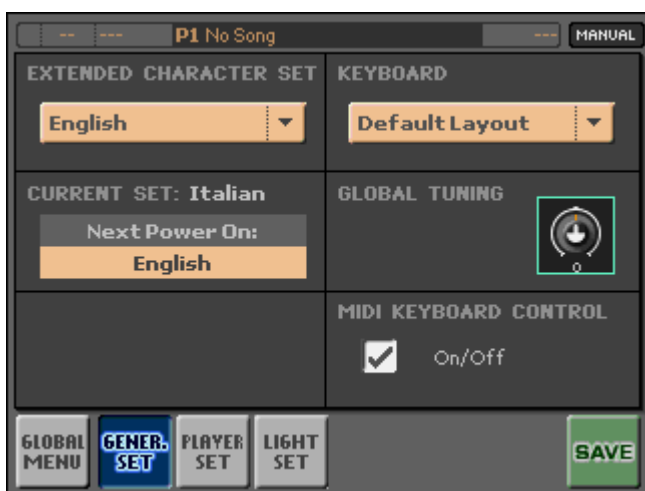 -- --- P1 No Song --- MANUAL
EXTENDED CHARACTER SET
English
KEYBOARD
Default Layout
CURRENT SET: Italian
Next Power On:
English
GLOBAL TUNING
0
MIDI KEYBOARD CONTROL
On/Off
GLOBAL MENU
GENER. SET
PLAYER SET
LIGHT SET
SAVE